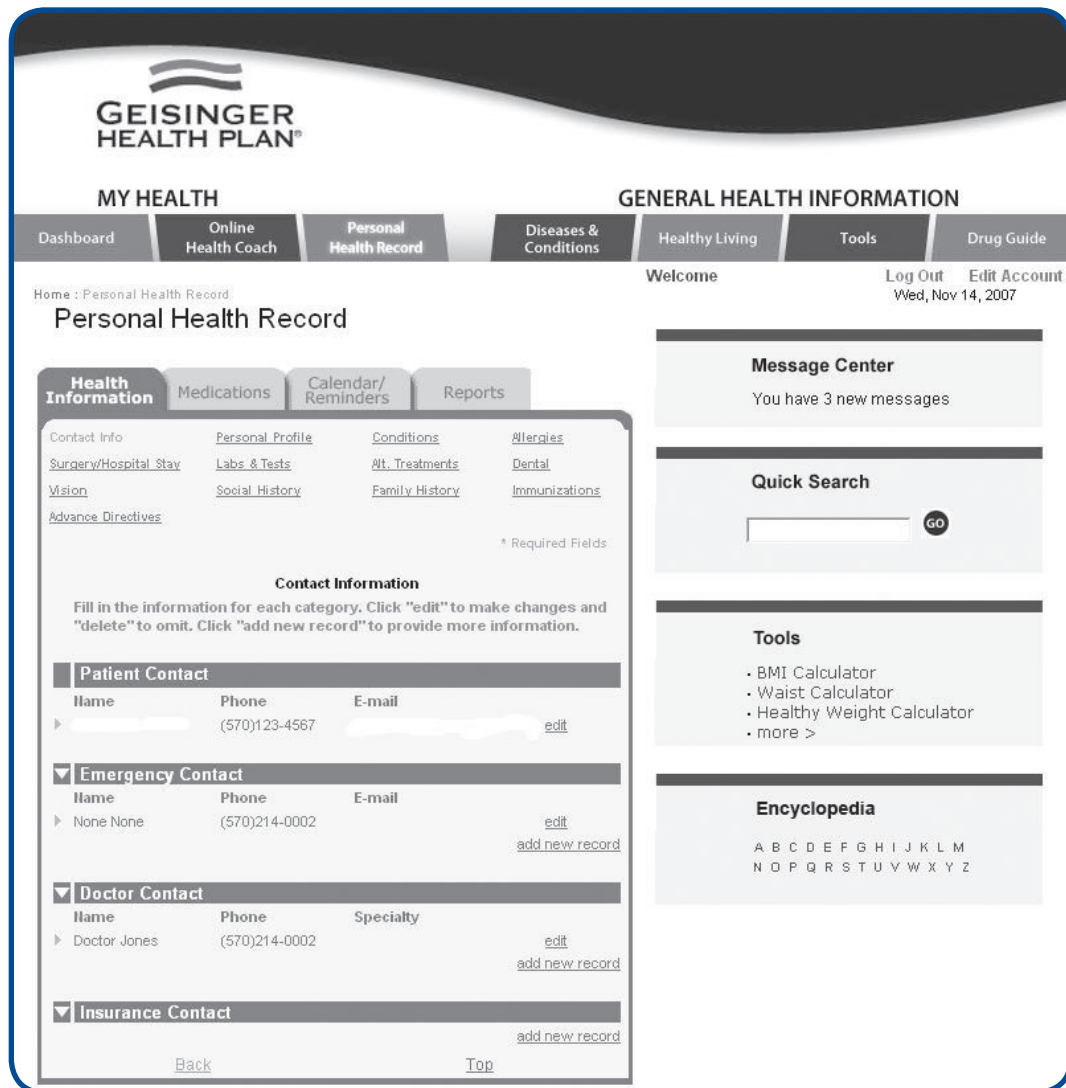 GEISINGER
HEALTH PLAN®
MY HEALTH
GENERAL HEALTH INFORMATION
Dashboard
Online
Health Coach
Personal
Health Record
Diseases &
Conditions
Healthy Living
Tools
Drug Guide
Welcome
Log Out Edit Account
Wed, Nov 14, 2007
Home : Personal Health Record
Personal Health Record
Health
Information
Medications
Calendar/
Reminders
Reports
Contact Info Personal Profile Conditions Allergies
Surgery/Hospital Stay Labs & Tests Alt. Treatments Dental
Vision Social History Family History Immunizations
Advance Directives
* Required Fields
Contact Information
Fill in the information for each category. Click "edit" to make changes and
"delete" to omit. Click "add new record" to provide more information.
Patient Contact
Name Phone E-mail
(570)123-4567 edit
Emergency Contact
Name Phone E-mail
None None (570)214-0002 edit
add new record
Doctor Contact
Name Phone Specialty
Doctor Jones (570)214-0002 edit
add new record
Insurance Contact
add new record
Back Top
Message Center
You have 3 new messages
Quick Search
GO
Tools
• BMI Calculator
• Waist Calculator
• Healthy Weight Calculator
• more >
Encyclopedia
A B C D E F G H I J K L M
N O P Q R S T U V W X Y Z